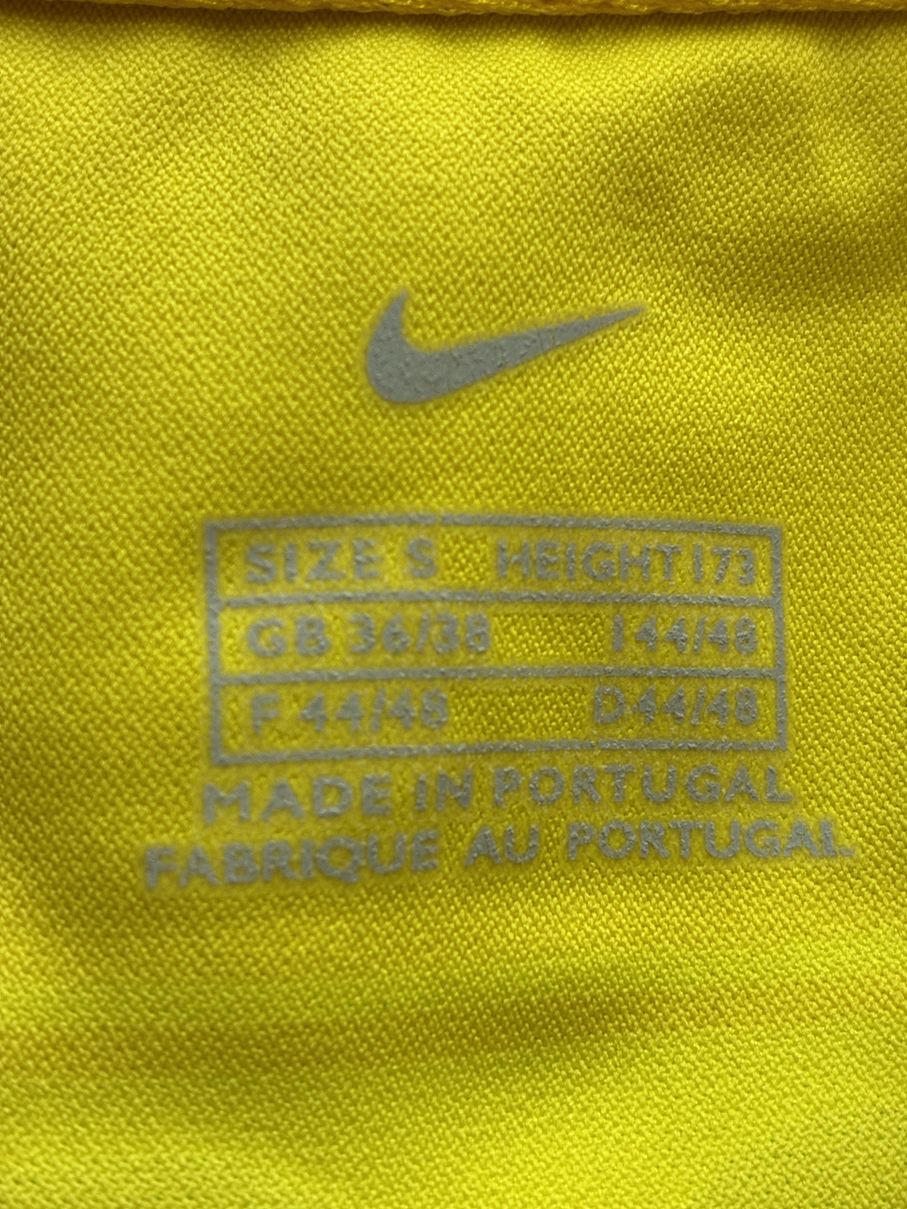 SIZE S HEIGHT 173
GB 36/38 I 44/48
F 44/48 D 44/48
MADE IN PORTUGAL
FABRIQUE AU PORTUGAL